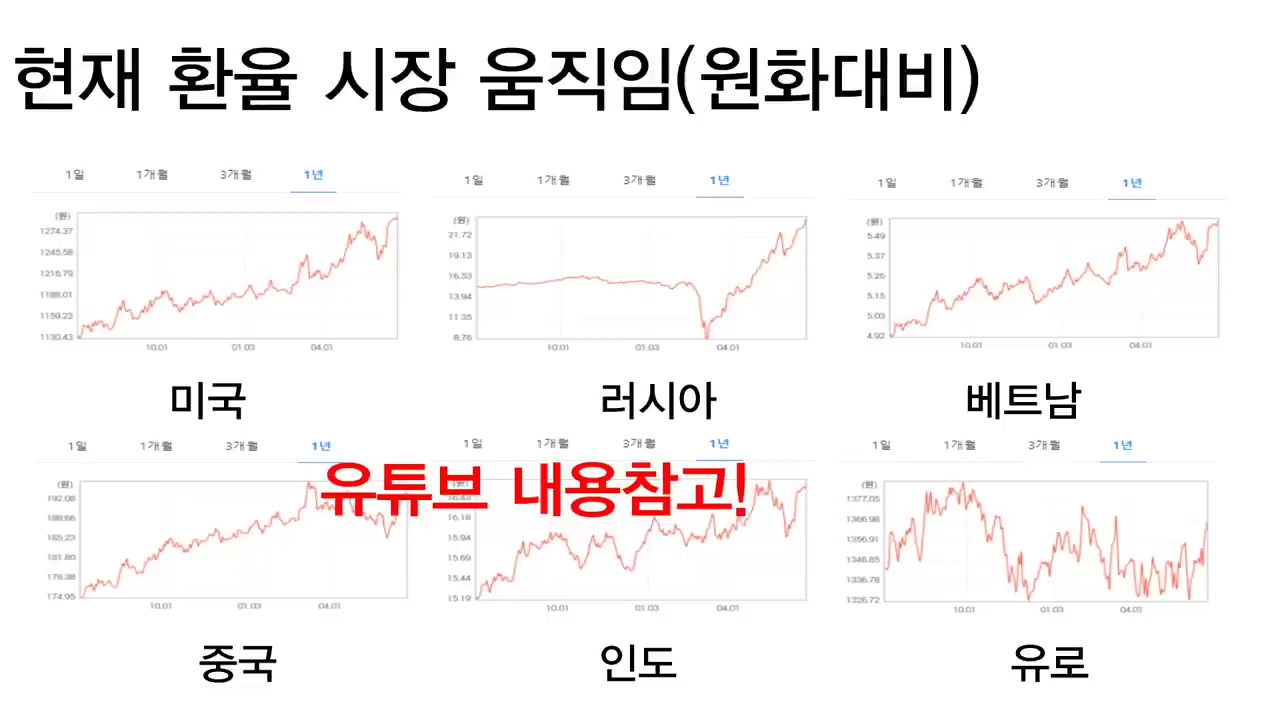 현재 환율 시장 움직임(원화대비)
1일 1개월 3개월 1년
(원)
1274.37
1245.58
1216.79
1188.01
1159.22
1130.43
10.01 01.03 04.01
미국
1일 1개월 3개월 1년
(원)
21.72
19.13
16.53
13.94
11.35
8.76
10.01 01.03 04.01
러시아
1일 1개월 3개월 1년
(원)
5.49
5.37
5.26
5.15
5.03
4.92
10.01 01.03 04.01
베트남
유튜브 내용참고!
1일 1개월 3개월 1년
(원)
192.08
188.66
185.23
181.80
178.38
174.95
10.01 01.03 04.01
중국
1일 1개월 3개월 1년
(원)
16.43
16.18
15.94
15.69
15.44
15.19
10.01 01.03 04.01
인도
1일 1개월 3개월 1년
(원)
1377.05
1366.98
1356.91
1346.85
1336.78
1326.72
10.01 01.03 04.01
유로